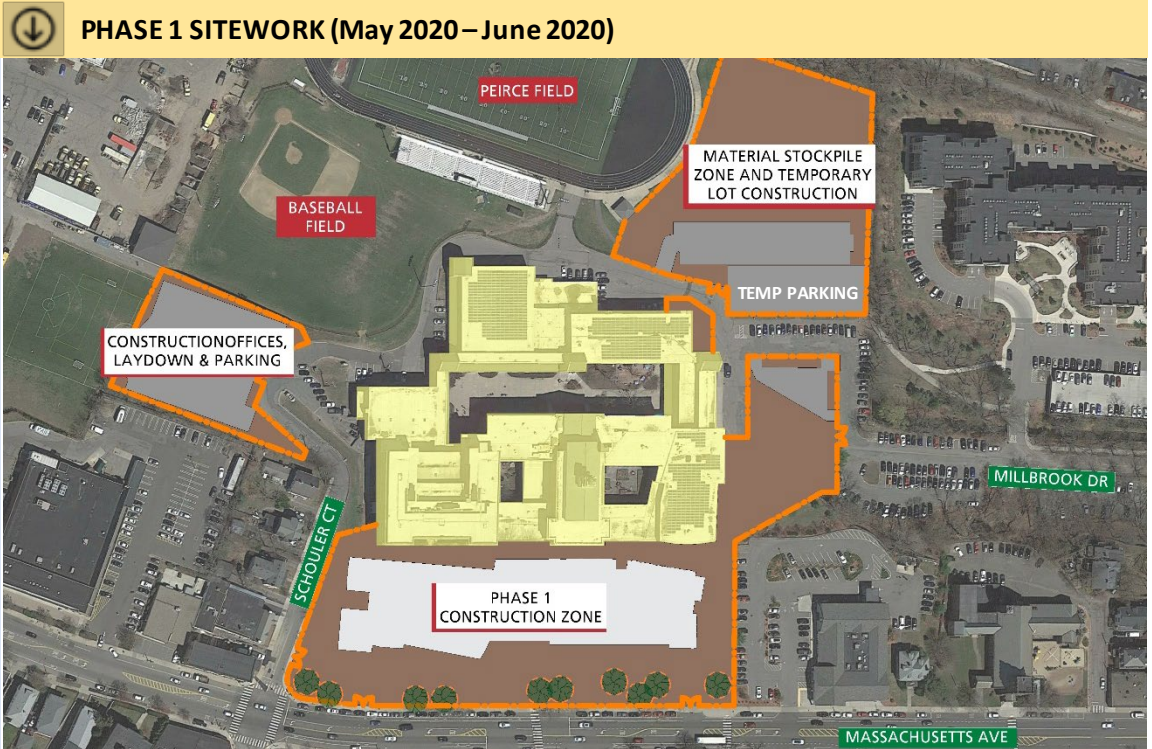 PHASE 1 SITEWORK (May 2020 – June 2020)
PEIRCE FIELD
MATERIAL STOCKPILE
ZONE AND TEMPORARY
LOT CONSTRUCTION
BASEBALL
FIELD
TEMP PARKING
CONSTRUCTIONOFFICES,
LAYDOWN & PARKING
MILLBROOK DR
SCHOULER CT
PHASE 1
CONSTRUCTION ZONE
MASSACHUSETTS AVE